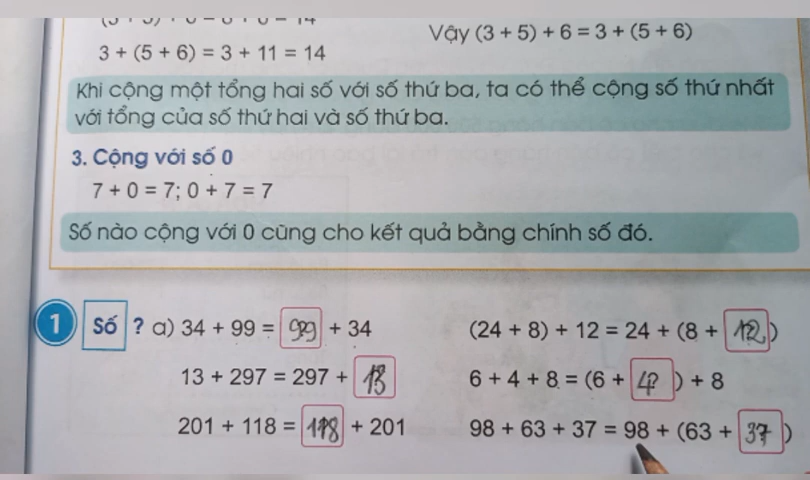 Vậy (3 + 5) + 6 = 3 + (5 + 6)
3 + (5 + 6) = 3 + 11 = 14
Khi cộng một tổng hai số với số thứ ba, ta có thể cộng số thứ nhất
với tổng của số thứ hai và số thứ ba.
3. Cộng với số 0
7 + 0 = 7; 0 + 7 = 7
Số nào cộng với 0 cũng cho kết quả bằng chính số đó.
1 Số ? a) 34 + 99 = 99 + 34
(24 + 8) + 12 = 24 + (8 + 12)
13 + 297 = 297 + 13
6 + 4 + 8 = (6 + 4) + 8
201 + 118 = 118 + 201
98 + 63 + 37 = 98 + (63 + 37)